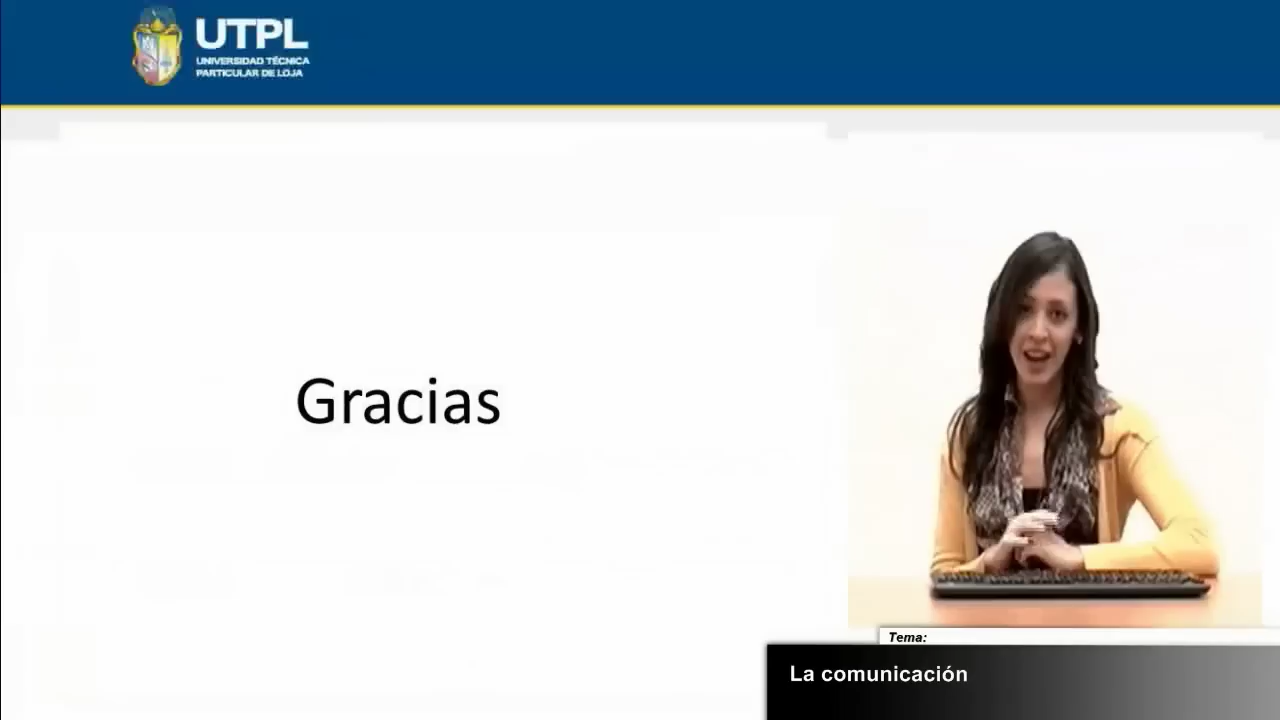 UTPL
UNIVERSIDAD TÉCNICA
PARTICULAR DE LOJA
Gracias
Tema:
La comunicación